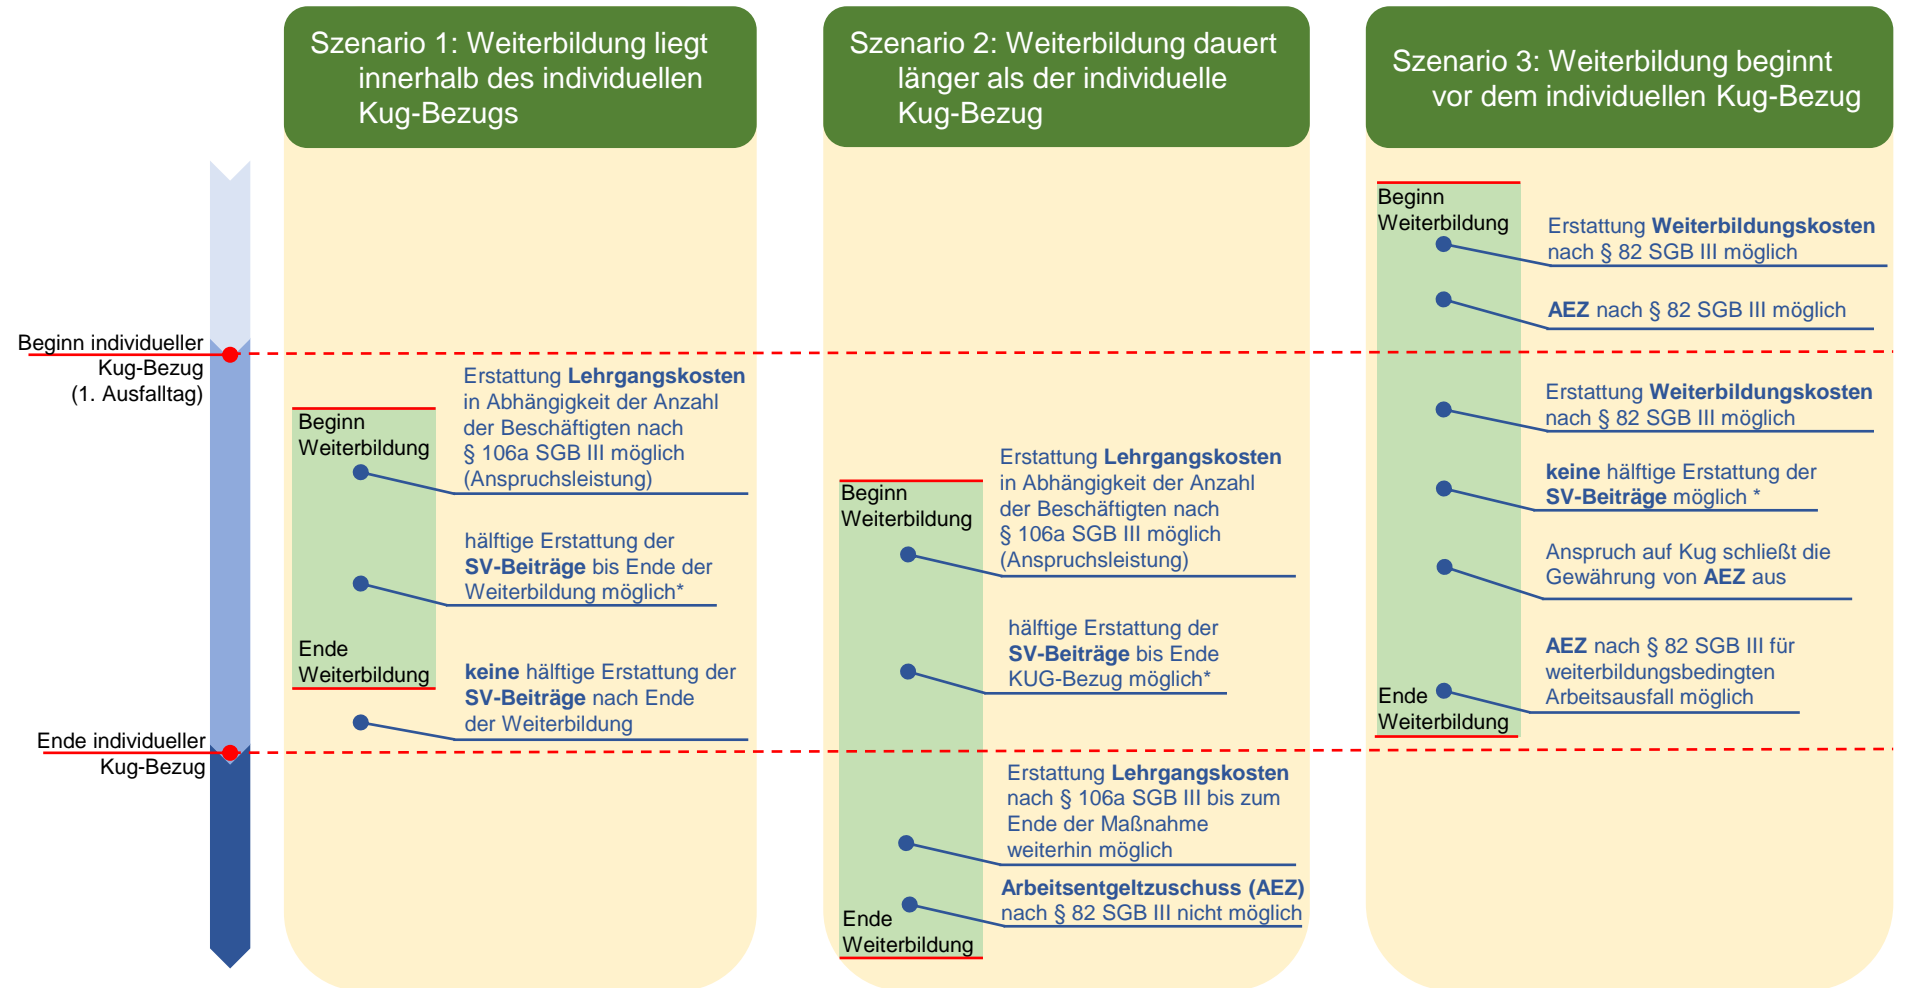 Szenario 1: Weiterbildung liegt
innerhalb des individuellen
Kug-Bezugs
Szenario 2: Weiterbildung dauert
länger als der individuelle
Kug-Bezug
Szenario 3: Weiterbildung beginnt
vor dem individuellen Kug-Bezug
Beginn individueller
Kug-Bezug
(1. Ausfalltag)
Ende individueller
Kug-Bezug
Beginn
Weiterbildung
Erstattung Lehrgangskosten
in Abhängigkeit der Anzahl
der Beschäftigten nach
§ 106a SGB III möglich
(Anspruchsleistung)
hälftige Erstattung der
SV-Beiträge bis Ende der
Weiterbildung möglich*
Ende
Weiterbildung
keine hälftige Erstattung der
SV-Beiträge nach Ende
der Weiterbildung
Beginn
Weiterbildung
Erstattung Lehrgangskosten
in Abhängigkeit der Anzahl
der Beschäftigten nach
§ 106a SGB III möglich
(Anspruchsleistung)
hälftige Erstattung der
SV-Beiträge bis Ende
KUG-Bezug möglich*
Erstattung Lehrgangskosten
nach § 106a SGB III bis zum
Ende der Maßnahme
weiterhin möglich
Arbeitsentgeltzuschuss (AEZ)
nach § 82 SGB III nicht möglich
Ende
Weiterbildung
Beginn
Weiterbildung
Erstattung Weiterbildungskosten
nach § 82 SGB III möglich
AEZ nach § 82 SGB III möglich
Erstattung Weiterbildungskosten
nach § 82 SGB III möglich
keine hälftige Erstattung der
SV-Beiträge möglich *
Anspruch auf Kug schließt die
Gewährung von AEZ aus
AEZ nach § 82 SGB III für
weiterbildungsbedingten
Arbeitsausfall möglich
Ende
Weiterbildung